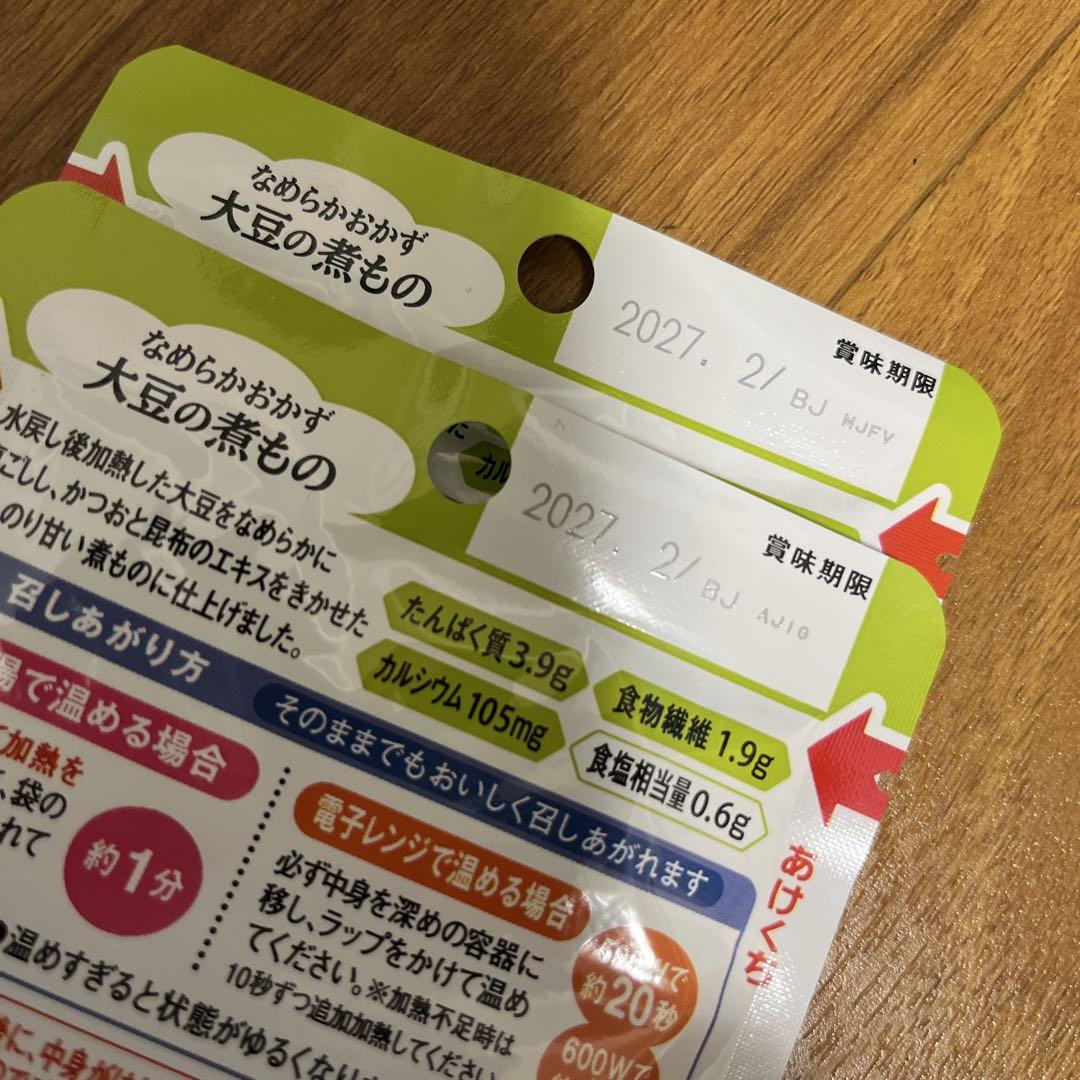 なめらかおかず
大豆の煮もの
賞味期限
2027. 2/ BJ MJFV
なめらかおかず
大豆の煮もの
賞味期限
2027. 2/ BJ AJIO
カル
水戻し後加熱した大豆をなめらかに
ごしし、かつおと昆布のエキスをきかせた
のり甘い煮ものに仕上げました。
たんぱく質3.9g
食物繊維1.9g
カルシウム105mg
食塩相当量0.6g
召しあがり方
そのままでもおいしく召しあがれます
場で温める場合
加熱を
、袋の
れて
約1分
電子レンジで温める場合
必ず中身を深めの容器に
移し、ラップをかけて温め
てください。※加熱不足時は
10秒ずつ追加加熱してください
約20秒
600Wで
●温めすぎると状態がゆるくなり
に、中身が
あけくち